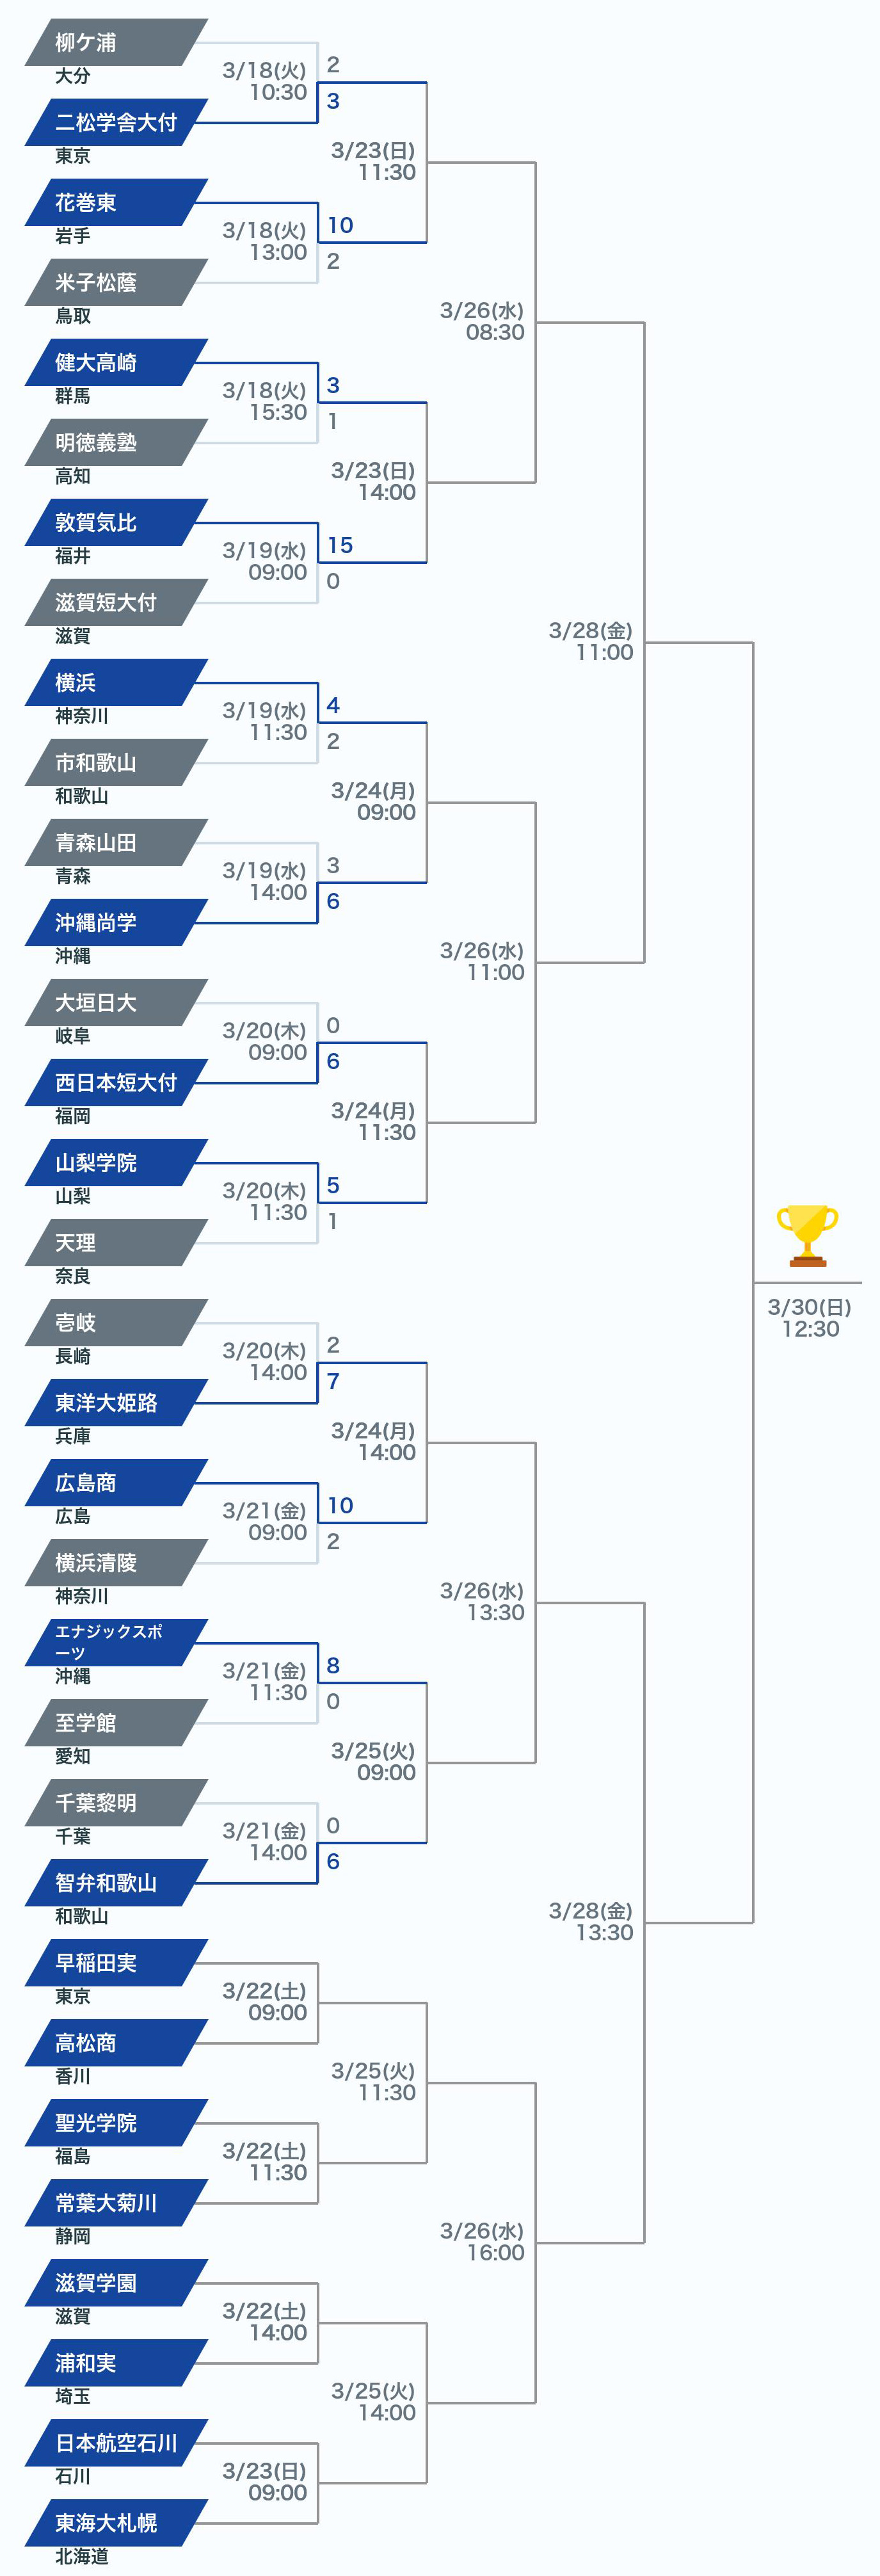 柳ケ浦
大分
3/18(火)
10:30
2
3
二松学舎大付
東京
3/23(日)
11:30
花巻東
岩手
3/18(火)
13:00
10
2
米子松蔭
鳥取
3/26(水)
08:30
健大高崎
群馬
3/18(火)
15:30
3
1
明徳義塾
高知
3/23(日)
14:00
敦賀気比
福井
3/19(水)
09:00
15
0
滋賀短大付
滋賀
3/28(金)
11:00
横浜
神奈川
3/19(水)
11:30
4
2
市和歌山
和歌山
3/24(月)
09:00
青森山田
青森
3/19(水)
14:00
3
6
沖縄尚学
沖縄
3/26(水)
11:00
大垣日大
岐阜
3/20(木)
09:00
0
6
西日本短大付
福岡
3/24(月)
11:30
山梨学院
山梨
3/20(木)
11:30
5
1
天理
奈良
3/30(日)
12:30
壱岐
長崎
3/20(木)
14:00
2
7
東洋大姫路
兵庫
3/24(月)
14:00
広島商
広島
3/21(金)
09:00
10
2
横浜清陵
神奈川
3/26(水)
13:30
エナジックスポ
ーツ
沖縄
3/21(金)
11:30
8
0
至学館
愛知
3/25(火)
09:00
千葉黎明
千葉
3/21(金)
14:00
0
6
智弁和歌山
和歌山
3/28(金)
13:30
早稲田実
東京
3/22(土)
09:00
高松商
香川
3/25(火)
11:30
聖光学院
福島
3/22(土)
11:30
常葉大菊川
静岡
3/26(水)
16:00
滋賀学園
滋賀
3/22(土)
14:00
浦和実
埼玉
3/25(火)
14:00
日本航空石川
石川
3/23(日)
09:00
東海大札幌
北海道